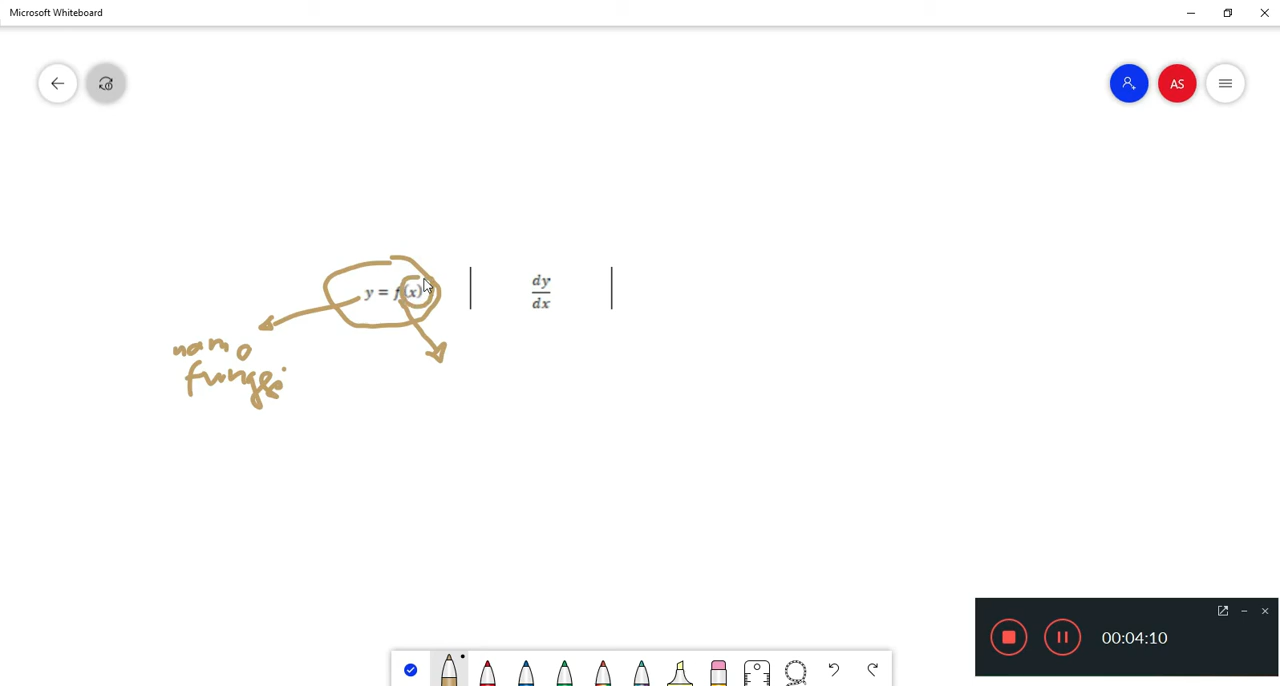 Microsoft Whiteboard
AS
y = f(x)
dy
dx
nama
fungsi
00:04:10